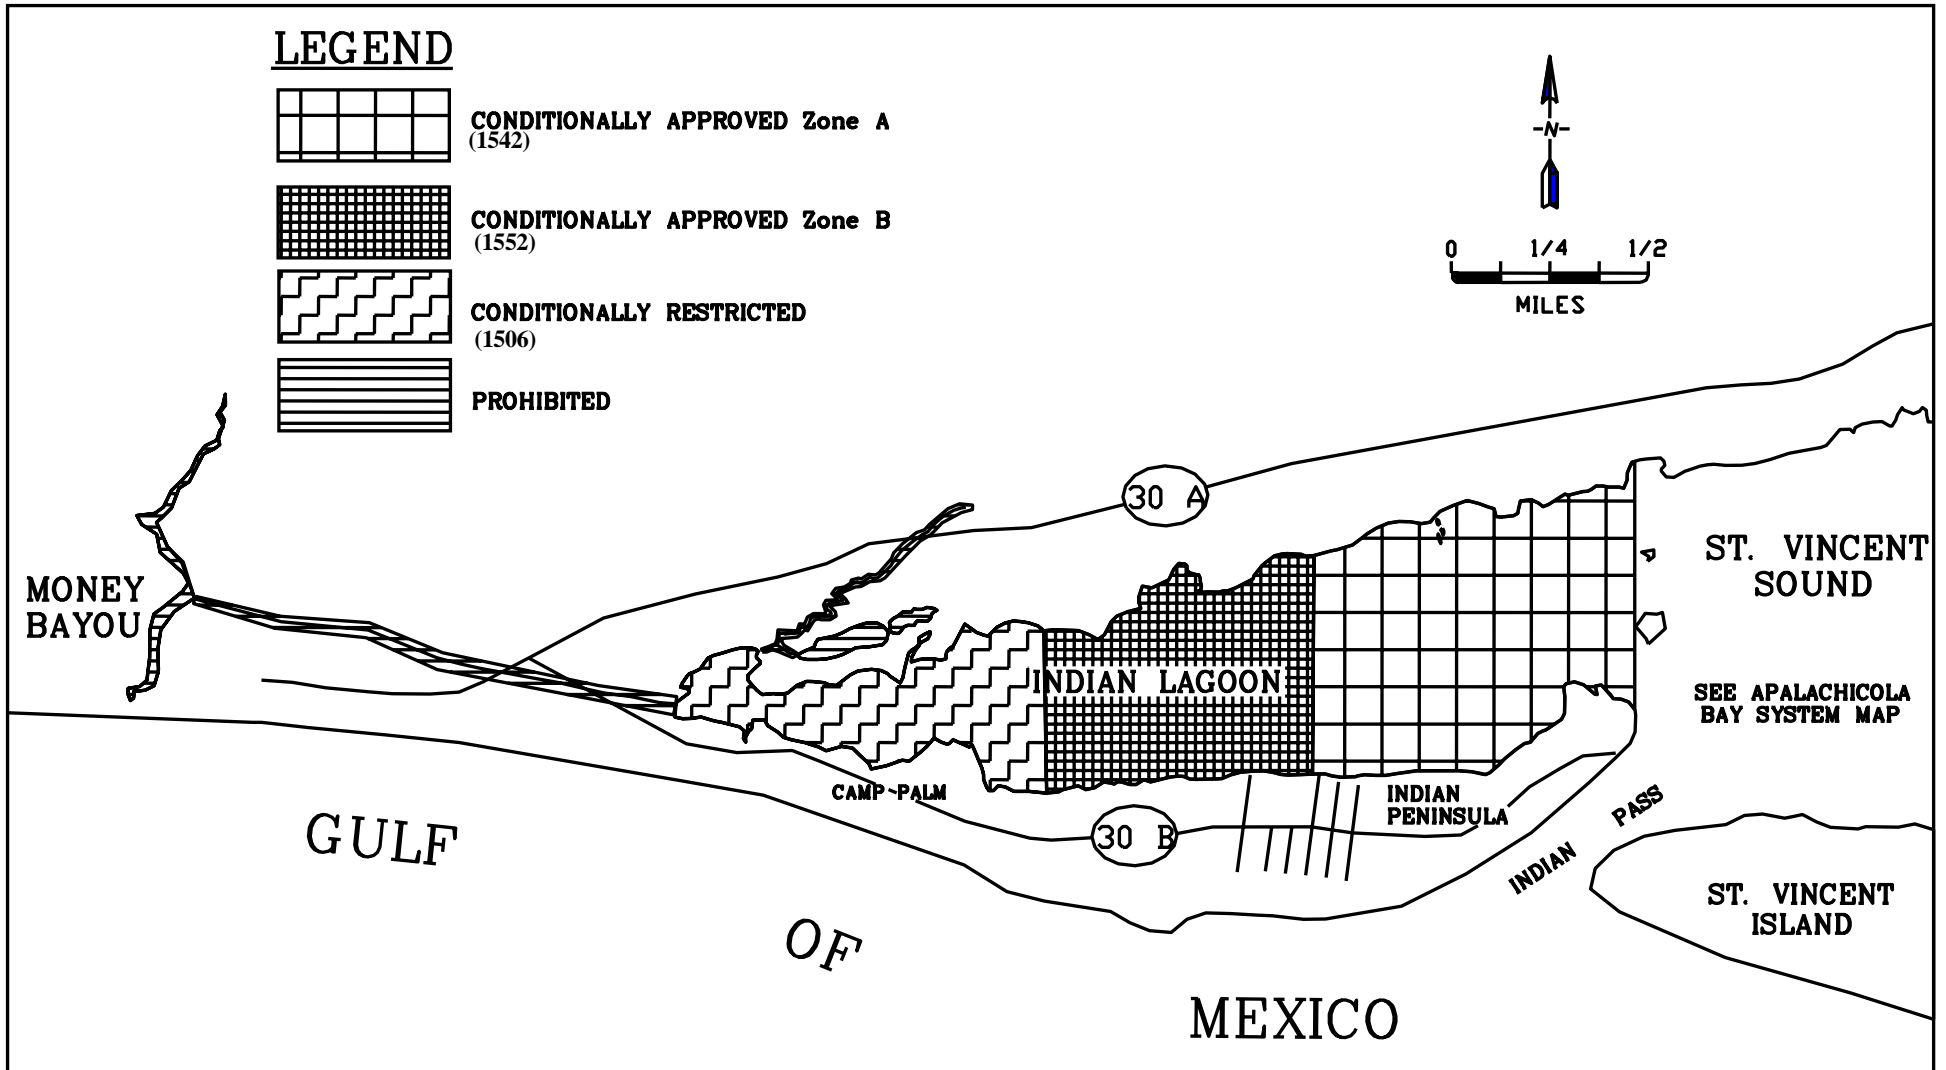 LEGEND
CONDITIONALLY APPROVED Zone A
(1542)
CONDITIONALLY APPROVED Zone B
(1552)
CONDITIONALLY RESTRICTED
(1506)
PROHIBITED
-N-
0 1/4 1/2
MILES
30 A
MONEY
BAYOU
ST. VINCENT
SOUND
INDIAN LAGOON
SEE APALACHICOLA
BAY SYSTEM MAP
CAMP PALM
INDIAN
PENINSULA
30 B
INDIAN PASS
ST. VINCENT
ISLAND
GULF
OF
MEXICO